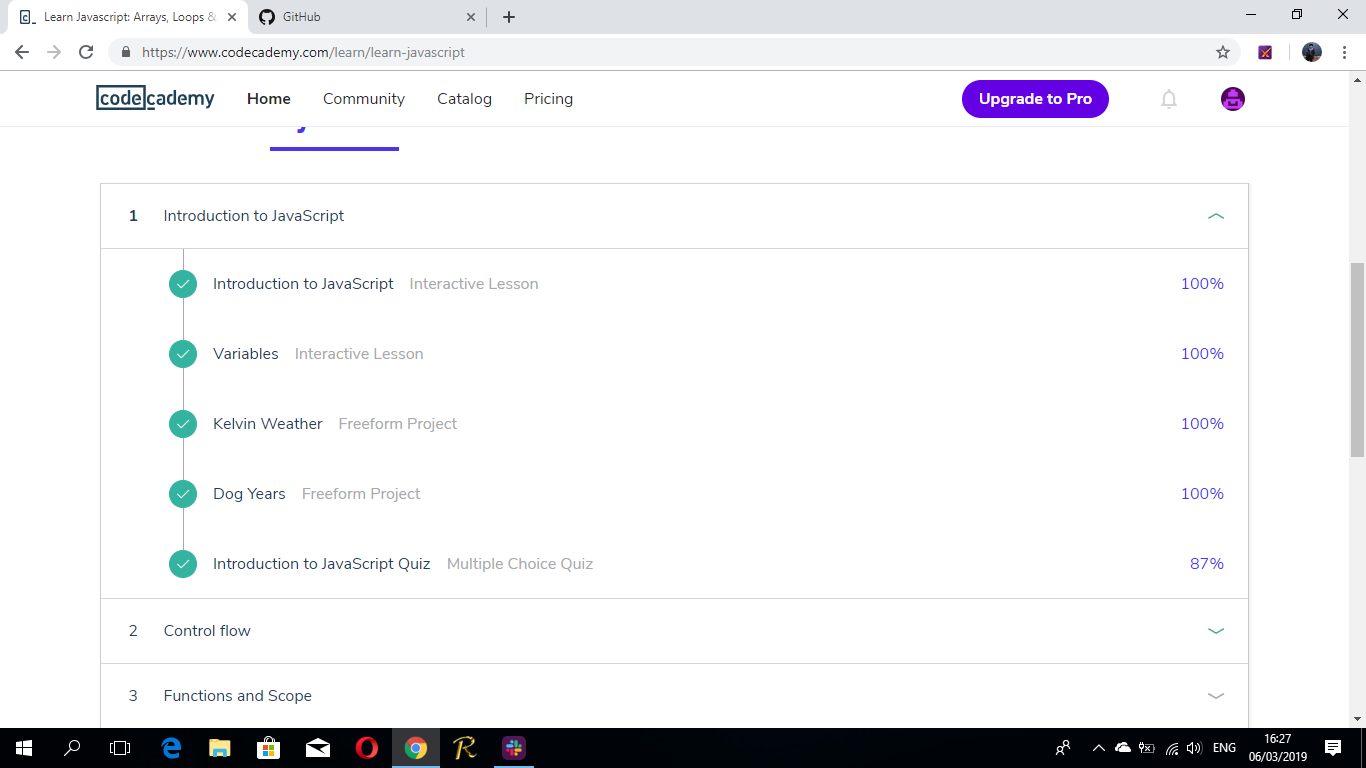 Learn Javascript: Arrays, Loops &
GitHub
https://www.codecademy.com/learn/learn-javascript
codecademy Home Community Catalog Pricing Upgrade to Pro
1 Introduction to JavaScript
Introduction to JavaScript Interactive Lesson 100%
Variables Interactive Lesson 100%
Kelvin Weather Freeform Project 100%
Dog Years Freeform Project 100%
Introduction to JavaScript Quiz Multiple Choice Quiz 87%
2 Control flow
3 Functions and Scope
ENG
16:27
06/03/2019